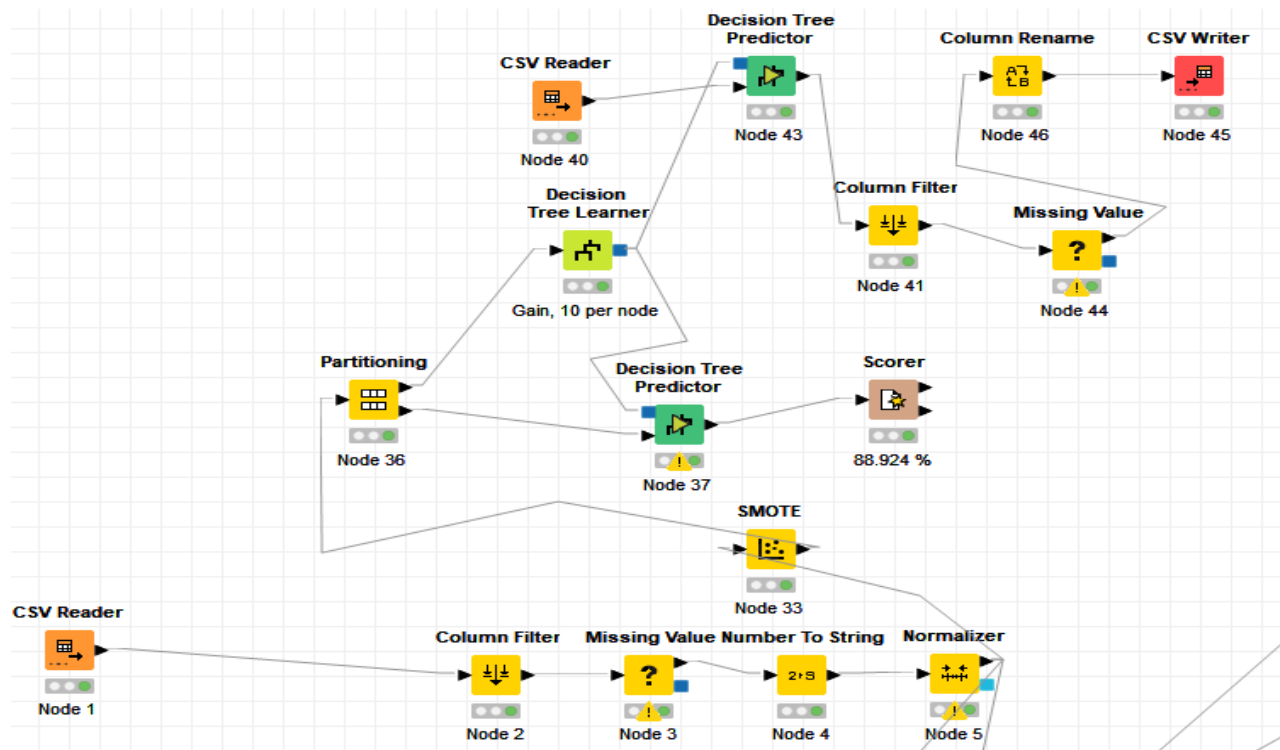 Decision Tree
Predictor
Node 43
Column Rename
Node 46
CSV Writer
Node 45
CSV Reader
Node 40
Decision
Tree Learner
Gain, 10 per node
Column Filter
Node 41
Missing Value
?
Node 44
Partitioning
Node 36
Decision Tree
Predictor
Node 37
Scorer
88.924 %
SMOTE
Node 33
CSV Reader
Node 1
Column Filter
Node 2
Missing Value
?
Node 3
Number To String
2›S
Node 4
Normalizer
Node 5